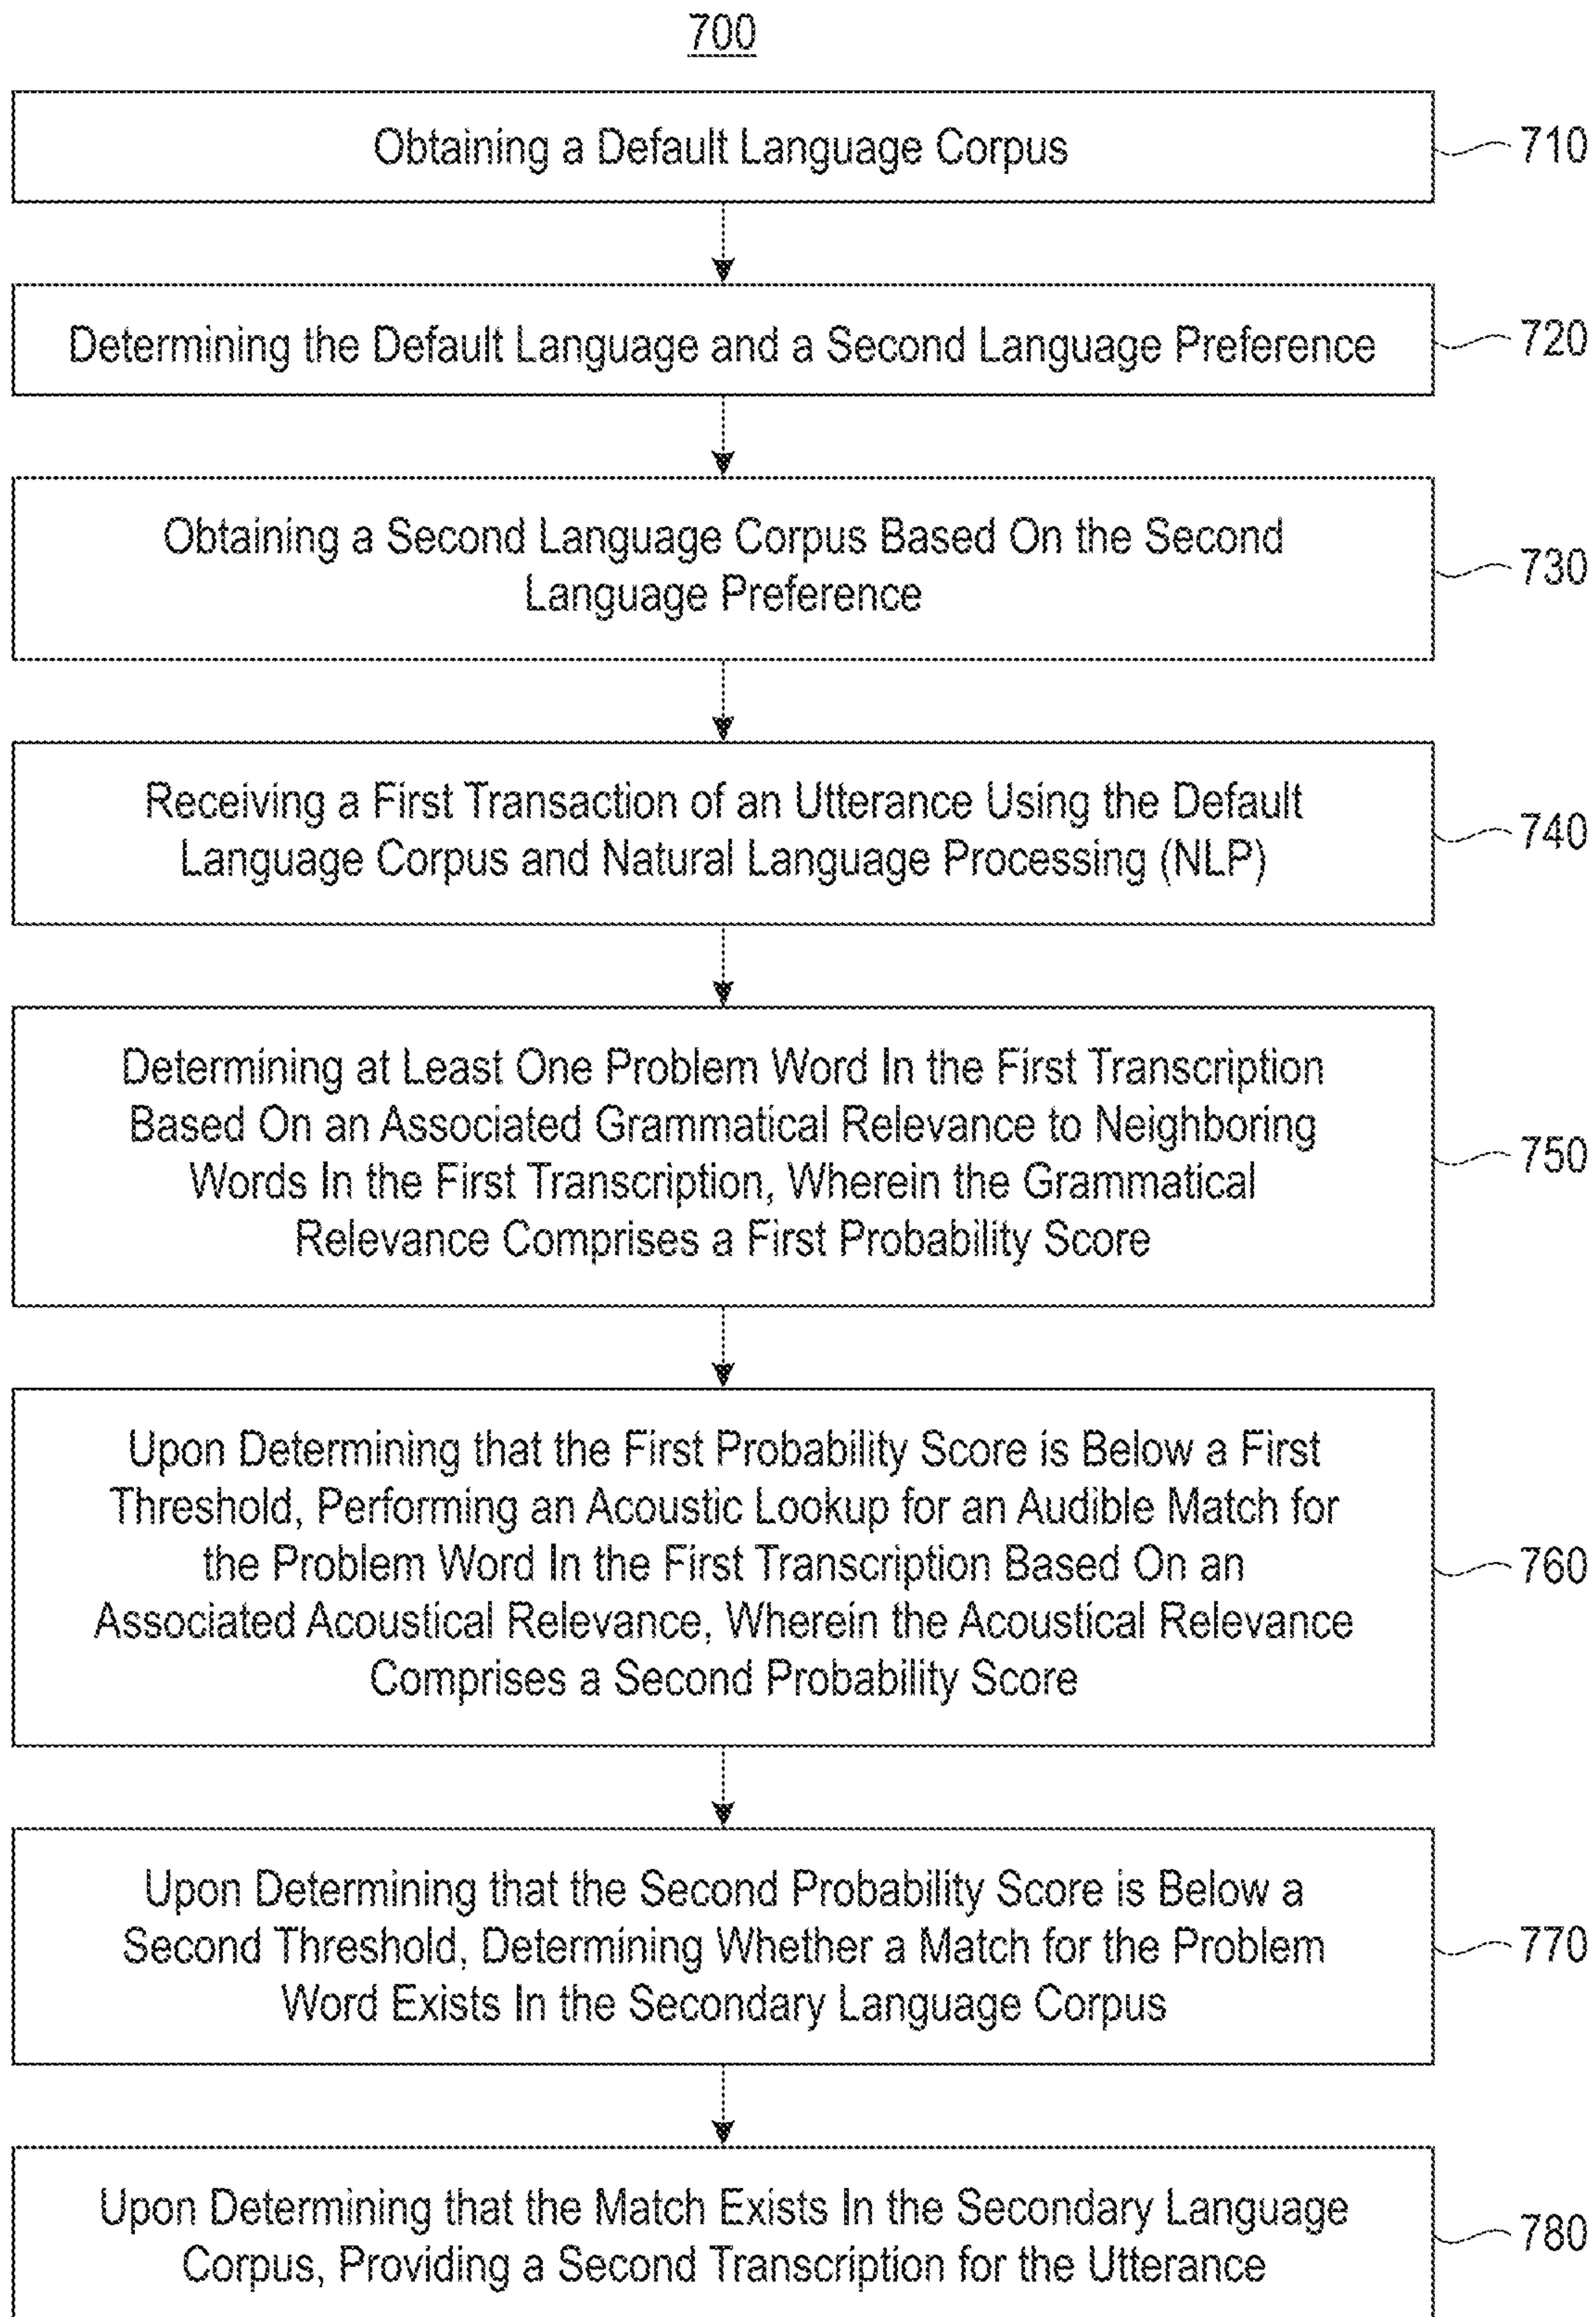 700
Obtaining a Default Language Corpus
710
Determining the Default Language and a Second Language Preference
720
Obtaining a Second Language Corpus Based On the Second
Language Preference
730
Receiving a First Transaction of an Utterance Using the Default
Language Corpus and Natural Language Processing (NLP)
740
Determining at Least One Problem Word In the First Transcription
Based On an Associated Grammatical Relevance to Neighboring
Words In the First Transcription, Wherein the Grammatical
Relevance Comprises a First Probability Score
750
Upon Determining that the First Probability Score is Below a First
Threshold, Performing an Acoustic Lookup for an Audible Match for
the Problem Word In the First Transcription Based On an
Associated Acoustical Relevance, Wherein the Acoustical Relevance
Comprises a Second Probability Score
760
Upon Determining that the Second Probability Score is Below a
Second Threshold, Determining Whether a Match for the Problem
Word Exists In the Secondary Language Corpus
770
Upon Determining that the Match Exists In the Secondary Language
Corpus, Providing a Second Transcription for the Utterance
780